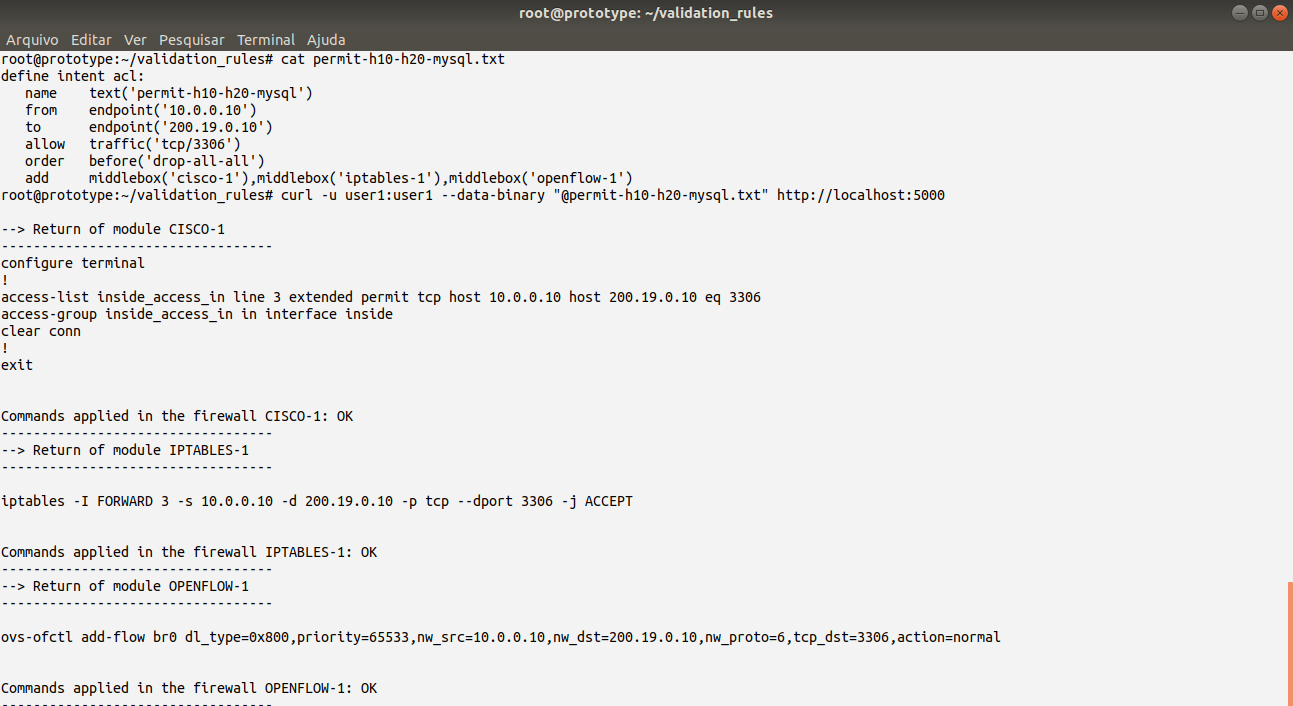 root@prototype: ~/validation_rules
Arquivo Editar Ver Pesquisar Terminal Ajuda
root@prototype:~/validation_rules# cat permit-h10-h20-mysql.txt
define intent acl:
   name    text('permit-h10-h20-mysql')
   from    endpoint('10.0.0.10')
   to      endpoint('200.19.0.10')
   allow   traffic('tcp/3306')
   order   before('drop-all-all')
   add     middlebox('cisco-1'),middlebox('iptables-1'),middlebox('openflow-1')
root@prototype:~/validation_rules# curl -u user1:user1 --data-binary "@permit-h10-h20-mysql.txt" http://localhost:5000
--> Return of module CISCO-1
----------------------------------
configure terminal
!
access-list inside_access_in line 3 extended permit tcp host 10.0.0.10 host 200.19.0.10 eq 3306
access-group inside_access_in in interface inside
clear conn
!
exit
Commands applied in the firewall CISCO-1: OK
----------------------------------
--> Return of module IPTABLES-1
----------------------------------
iptables -I FORWARD 3 -s 10.0.0.10 -d 200.19.0.10 -p tcp --dport 3306 -j ACCEPT
Commands applied in the firewall IPTABLES-1: OK
----------------------------------
--> Return of module OPENFLOW-1
----------------------------------
ovs-ofctl add-flow br0 dl_type=0x800,priority=65533,nw_src=10.0.0.10,nw_dst=200.19.0.10,nw_proto=6,tcp_dst=3306,action=normal
Commands applied in the firewall OPENFLOW-1: OK
----------------------------------